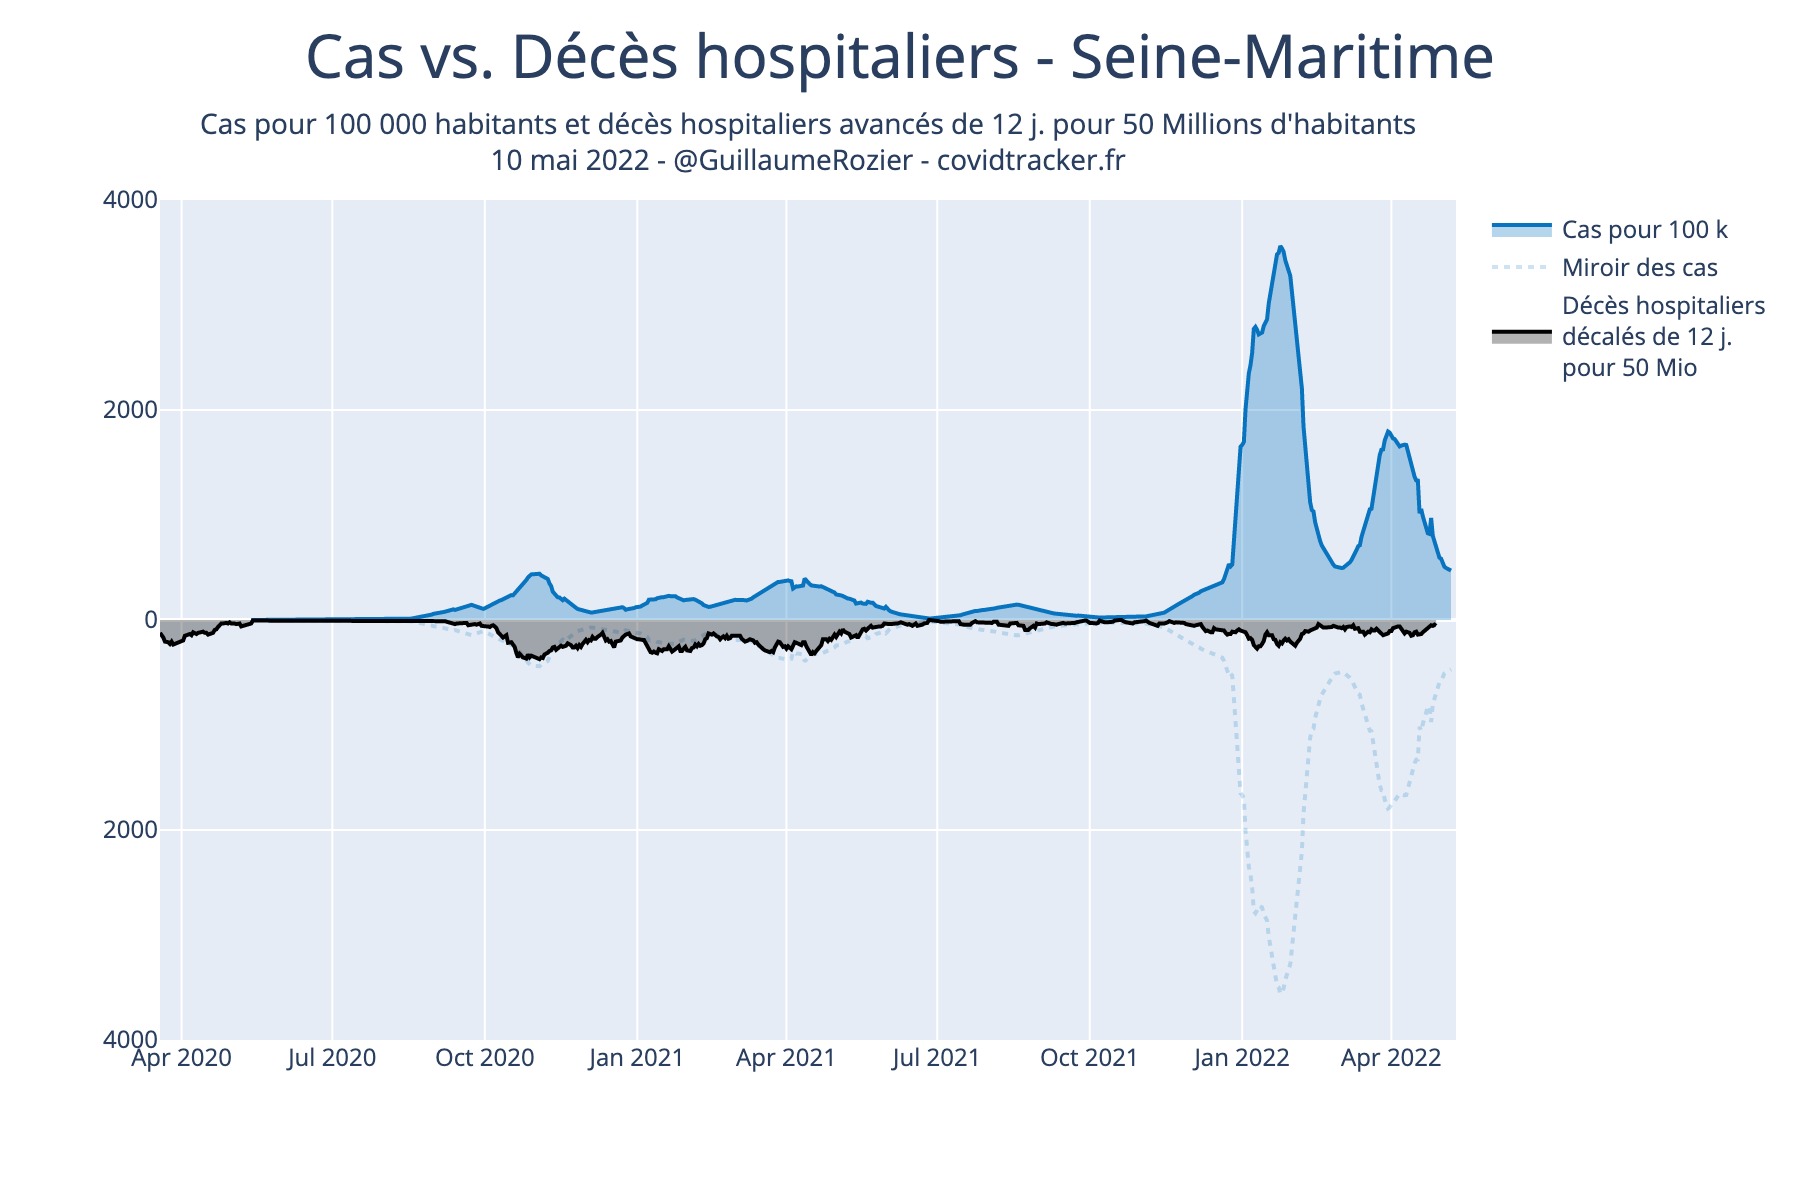 Cas vs. Décès hospitaliers - Seine-Maritime
Cas pour 100 000 habitants et décès hospitaliers avancés de 12 j. pour 50 Millions d'habitants
10 mai 2022 - @GuillaumeRozier - covidtracker.fr
4000
2000
0
2000
4000
Apr 2020 Jul 2020 Oct 2020 Jan 2021 Apr 2021 Jul 2021 Oct 2021 Jan 2022 Apr 2022
Cas pour 100 k
Miroir des cas
Décès hospitaliers
décalés de 12 j.
pour 50 Mio